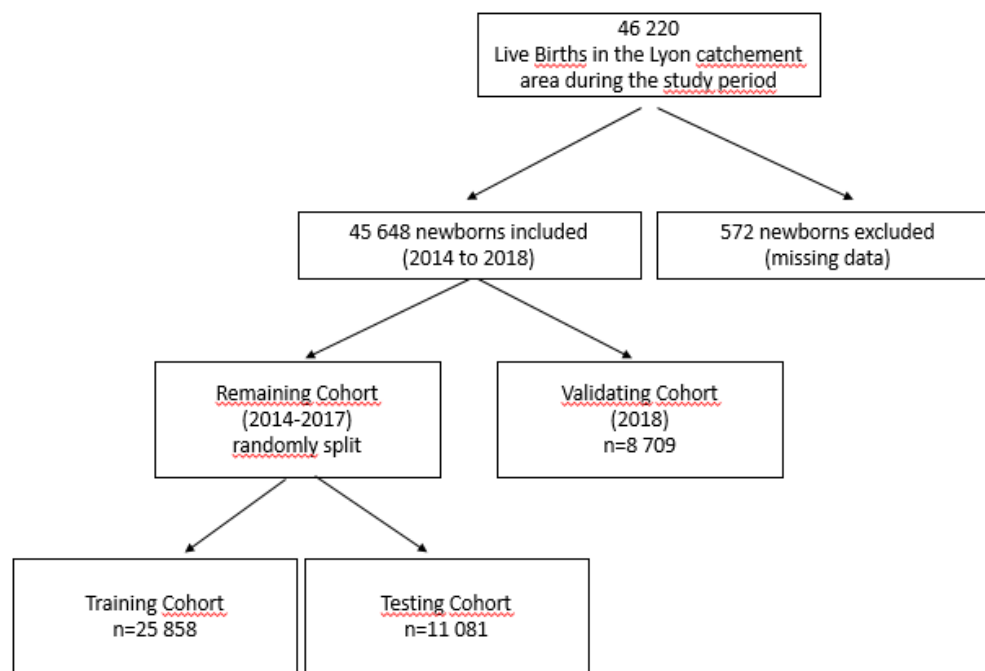 46 220
Live Births in the Lyon catchement
area during the study period
45 648 newborns included
(2014 to 2018)
572 newborns excluded
(missing data)
Remaining Cohort
(2014-2017)
randomly split
Validating Cohort
(2018)
n=8 709
Training Cohort
n=25 858
Testing Cohort
n=11 081